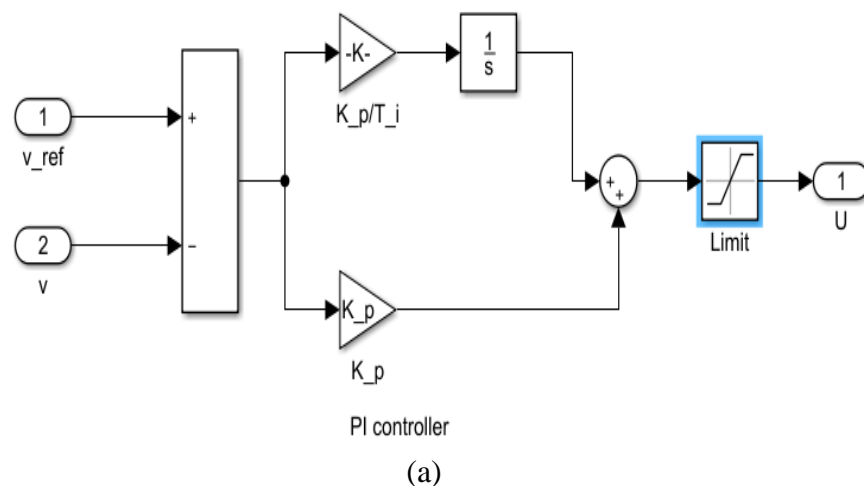 1
v_ref
+
2
v
−
-K-
K_p/T_i
1
s
K_p
K_p
+
+
Limit
1
U
PI controller
(a)